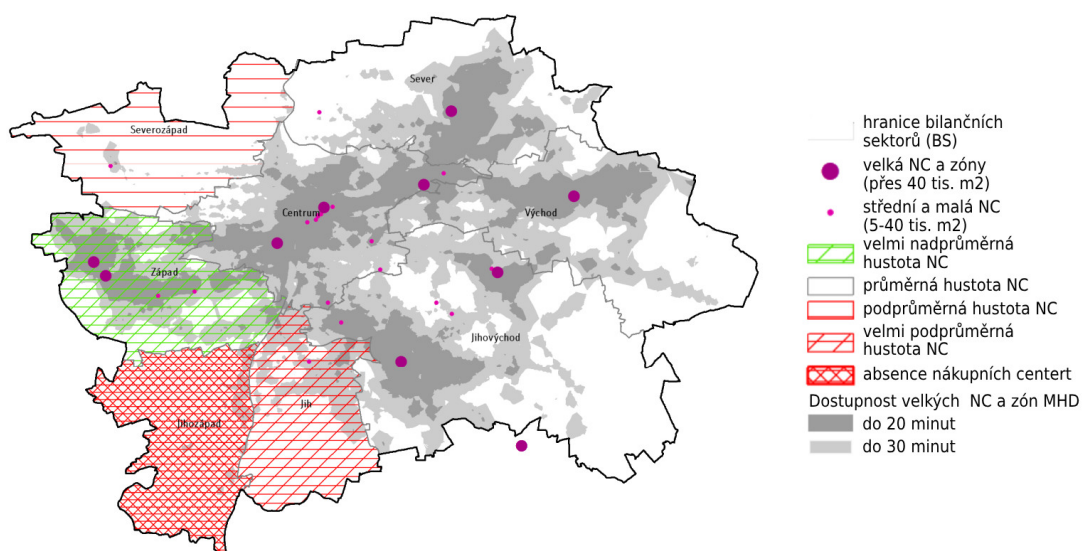 Sever
Severozápad
Centrum
Východ
Západ
Jihovýchod
Jih
Jihozápad
hranice bilančních
sektorů (BS)
velká NC a zóny
(přes 40 tis. m2)
střední a malá NC
(5-40 tis. m2)
velmi nadprůměrná
hustota NC
průměrná hustota NC
podprůměrná hustota NC
velmi podprůměrná
hustota NC
absence nákupních centert
Dostupnost velkých NC a zón MHD
do 20 minut
do 30 minut